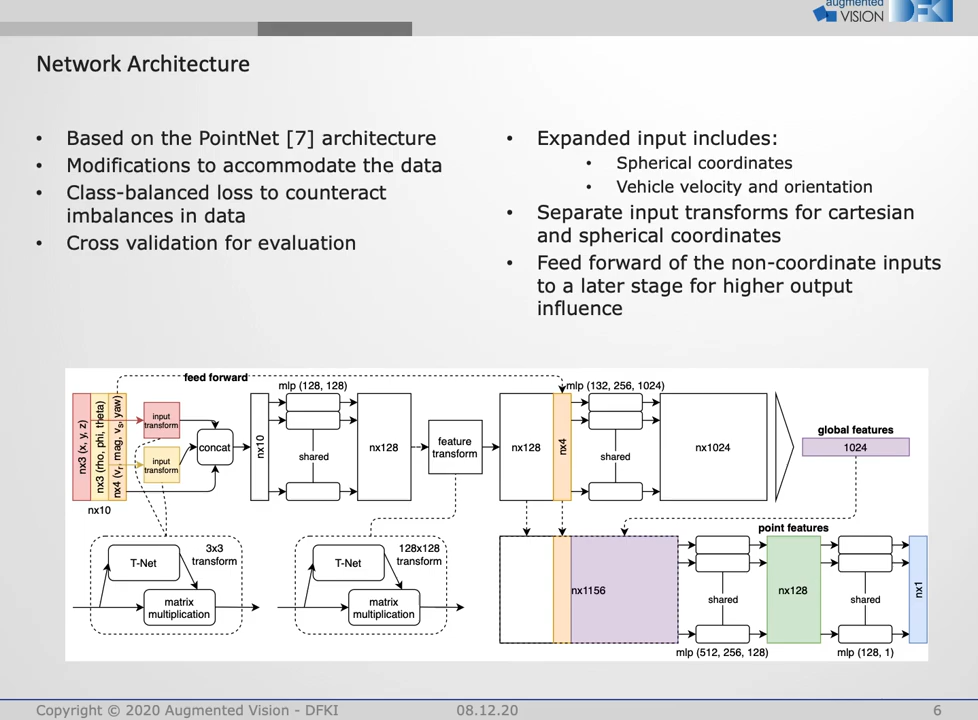 augmented
VISION
DFKI
Network Architecture
• Based on the PointNet [7] architecture
• Modifications to accommodate the data
• Class-balanced loss to counteract
imbalances in data
• Cross validation for evaluation
• Expanded input includes:
• Spherical coordinates
• Vehicle velocity and orientation
• Separate input transforms for cartesian
and spherical coordinates
• Feed forward of the non-coordinate inputs
to a later stage for higher output
influence
feed forward
mlp (128, 128)
mlp (132, 256, 1024)
nx3 (x, y, z)
nx3 (rho, phi, theta)
nx4 (vr, mag, vs, yaw)
nx10
input
transform
input
transform
concat
nx10
shared
nx128
feature
transform
nx128
nx4
shared
nx1024
global features
1024
T-Net
3x3
transform
matrix
multiplication
T-Net
128x128
transform
matrix
multiplication
point features
nx1156
shared
nx128
shared
nx1
mlp (512, 256, 128)
mlp (128, 1)
Copyright © 2020 Augmented Vision - DFKI
08.12.20
6